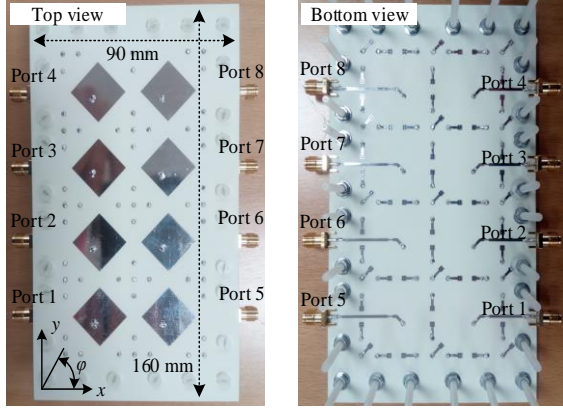 Top view
90 mm
Port 4
Port 8
Port 3
Port 7
Port 2
Port 6
Port 1
Port 5
y
φ
x
160 mm
Bottom view
Port 8
Port 4
Port 7
Port 3
Port 6
Port 2
Port 5
Port 1